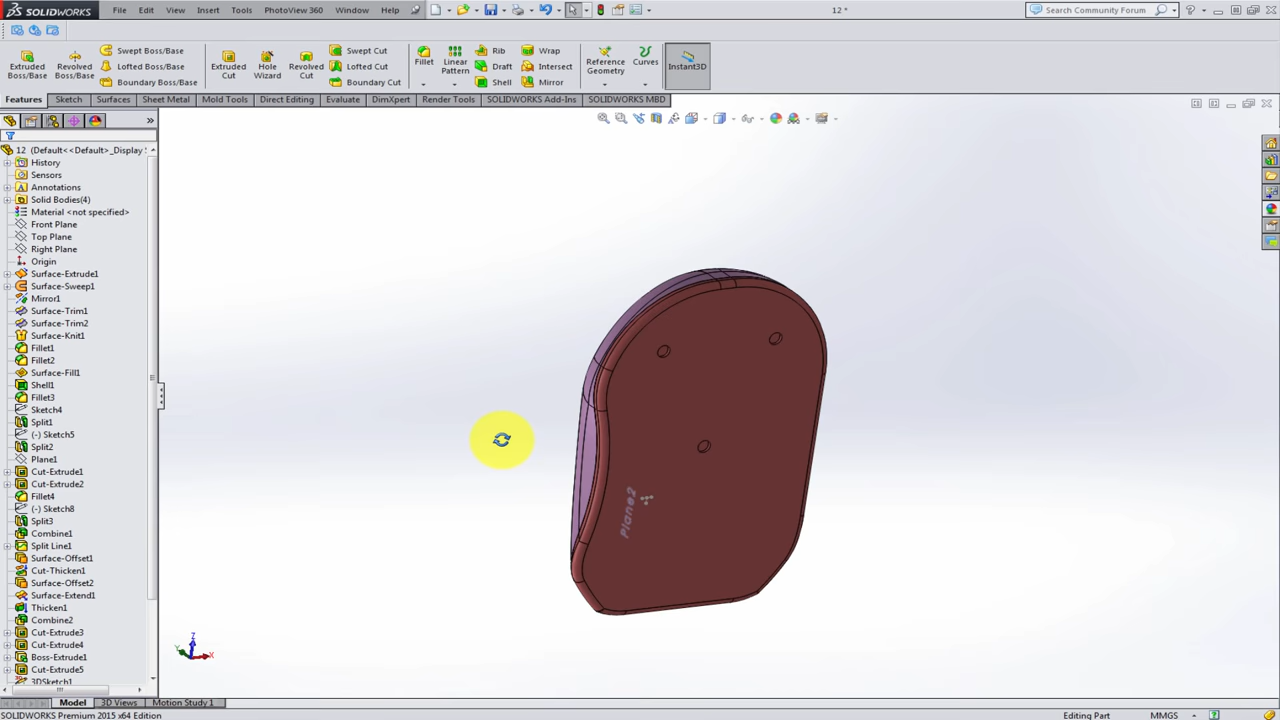 SOLIDWORKS File Edit View Insert Tools PhotoView 360 Window Help 12 * Search Community Forum
Extruded Boss/Base Revolved Boss/Base Swept Boss/Base Lofted Boss/Base Boundary Boss/Base Extruded Cut Hole Wizard Revolved Cut Swept Cut Lofted Cut Boundary Cut Fillet Linear Pattern Rib Draft Shell Wrap Intersect Mirror Reference Geometry Curves Instant3D
Features Sketch Surfaces Sheet Metal Mold Tools Direct Editing Evaluate DimXpert Render Tools SOLIDWORKS Add-Ins SOLIDWORKS MBD
12 (Default<<Default>_Display
History
Sensors
Annotations
Solid Bodies(4)
Material <not specified>
Front Plane
Top Plane
Right Plane
Origin
Surface-Extrude1
Surface-Sweep1
Mirror1
Surface-Trim1
Surface-Trim2
Surface-Knit1
Fillet1
Fillet2
Surface-Fill1
Shell1
Fillet3
Sketch4
Split1
(-) Sketch5
Split2
Plane1
Cut-Extrude1
Cut-Extrude2
Fillet4
(-) Sketch8
Split3
Combine1
Split Line1
Surface-Offset1
Cut-Thicken1
Surface-Offset2
Surface-Extend1
Thicken1
Combine2
Cut-Extrude3
Cut-Extrude4
Boss-Extrude1
Cut-Extrude5
3DSketch1
Plane2
Z
Y
X
Model 3D Views Motion Study 1
SOLIDWORKS Premium 2015 x64 Edition Editing Part MMGS